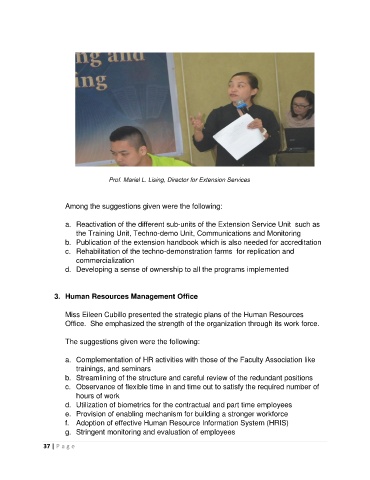 ng and
ing
Prof. Mariel L. Lising, Director for Extension Services
Among the suggestions given were the following:
a. Reactivation of the different sub-units of the Extension Service Unit such as
the Training Unit, Techno-demo Unit, Communications and Monitoring
b. Publication of the extension handbook which is also needed for accreditation
c. Rehabilitation of the techno-demonstration farms for replication and
commercialization
d. Developing a sense of ownership to all the programs implemented
3. Human Resources Management Office
Miss Eileen Cubillo presented the strategic plans of the Human Resources
Office. She emphasized the strength of the organization through its work force.
The suggestions given were the following:
a. Complementation of HR activities with those of the Faculty Association like
trainings, and seminars
b. Streamlining of the structure and careful review of the redundant positions
c. Observance of flexible time in and time out to satisfy the required number of
hours of work
d. Utilization of biometrics for the contractual and part time employees
e. Provision of enabling mechanism for building a stronger workforce
f. Adoption of effective Human Resource Information System (HRIS)
g. Stringent monitoring and evaluation of employees
37 | Page